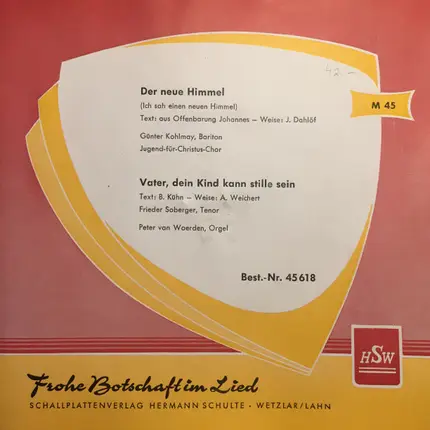 42.-
Der neue Himmel
(Ich sah einen neuen Himmel)
Text: aus Offenbarung Johannes – Weise: J. Dahlöf
M 45
Günter Kohlmay, Bariton
Jugend-für-Christus-Chor
Vater, dein Kind kann stille sein
Text: B. Kühn – Weise: A. Weichert
Frieder Saberger, Tenor
Peter van Woerden, Orgel
Best.-Nr. 45618
HSW
Frohe Botschaft im Lied
SCHALLPLATTENVERLAG HERMANN SCHULTE · WETZLAR/LAHN